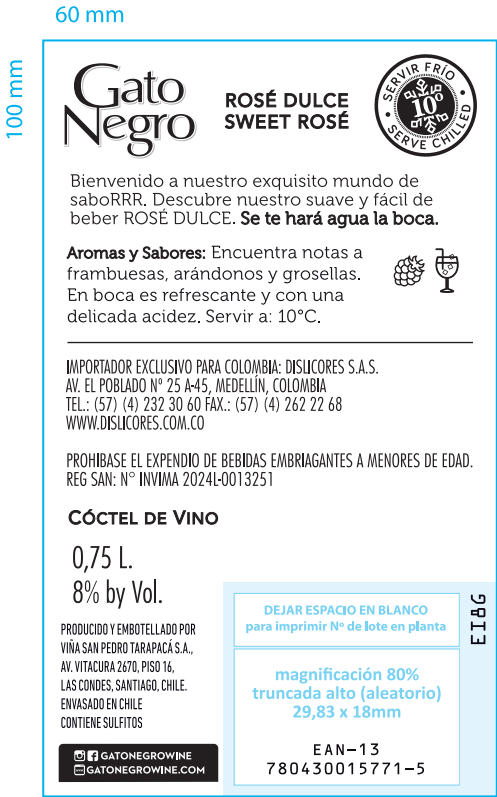 60 mm
100 mm
Gato
Negro
ROSÉ DULCE
SWEET ROSÉ
SERVIR FRÍO
10º
SERVE CHILLED
Bienvenido a nuestro exquisito mundo de
saboRRR. Descubre nuestro suave y fácil de
beber ROSÉ DULCE. Se te hará agua la boca.
Aromas y Sabores: Encuentra notas a
frambuesas, arándonos y grosellas.
En boca es refrescante y con una
delicada acidez. Servir a: 10°C.
IMPORTADOR EXCLUSIVO PARA COLOMBIA: DISLICORES S.A.S.
AV. EL POBLADO Nº 25 A-45, MEDELLÍN, COLOMBIA
TEL.: (57) (4) 232 30 60 FAX.: (57) (4) 262 22 68
WWW.DISLICORES.COM.CO
PROHIBASE EL EXPENDIO DE BEBIDAS EMBRIAGANTES A MENORES DE EDAD.
REG SAN: N° INVIMA 2024L-0013251
CÓCTEL DE VINO
0,75 L.
8% by Vol.
PRODUCIDO Y EMBOTELLADO POR
VIÑA SAN PEDRO TARAPACÁ S.A.,
AV. VITACURA 2670, PISO 16,
LAS CONDES, SANTIAGO, CHILE.
ENVASADO EN CHILE
CONTIENE SULFITOS
GATONEGROWINE
GATONEGROWINE.COM
DEJAR ESPACIO EN BLANCO
para imprimir Nº de lote en planta
EIBG
magnificación 80%
truncada alto (aleatorio)
29,83 x 18mm
EAN-13
780430015771-5